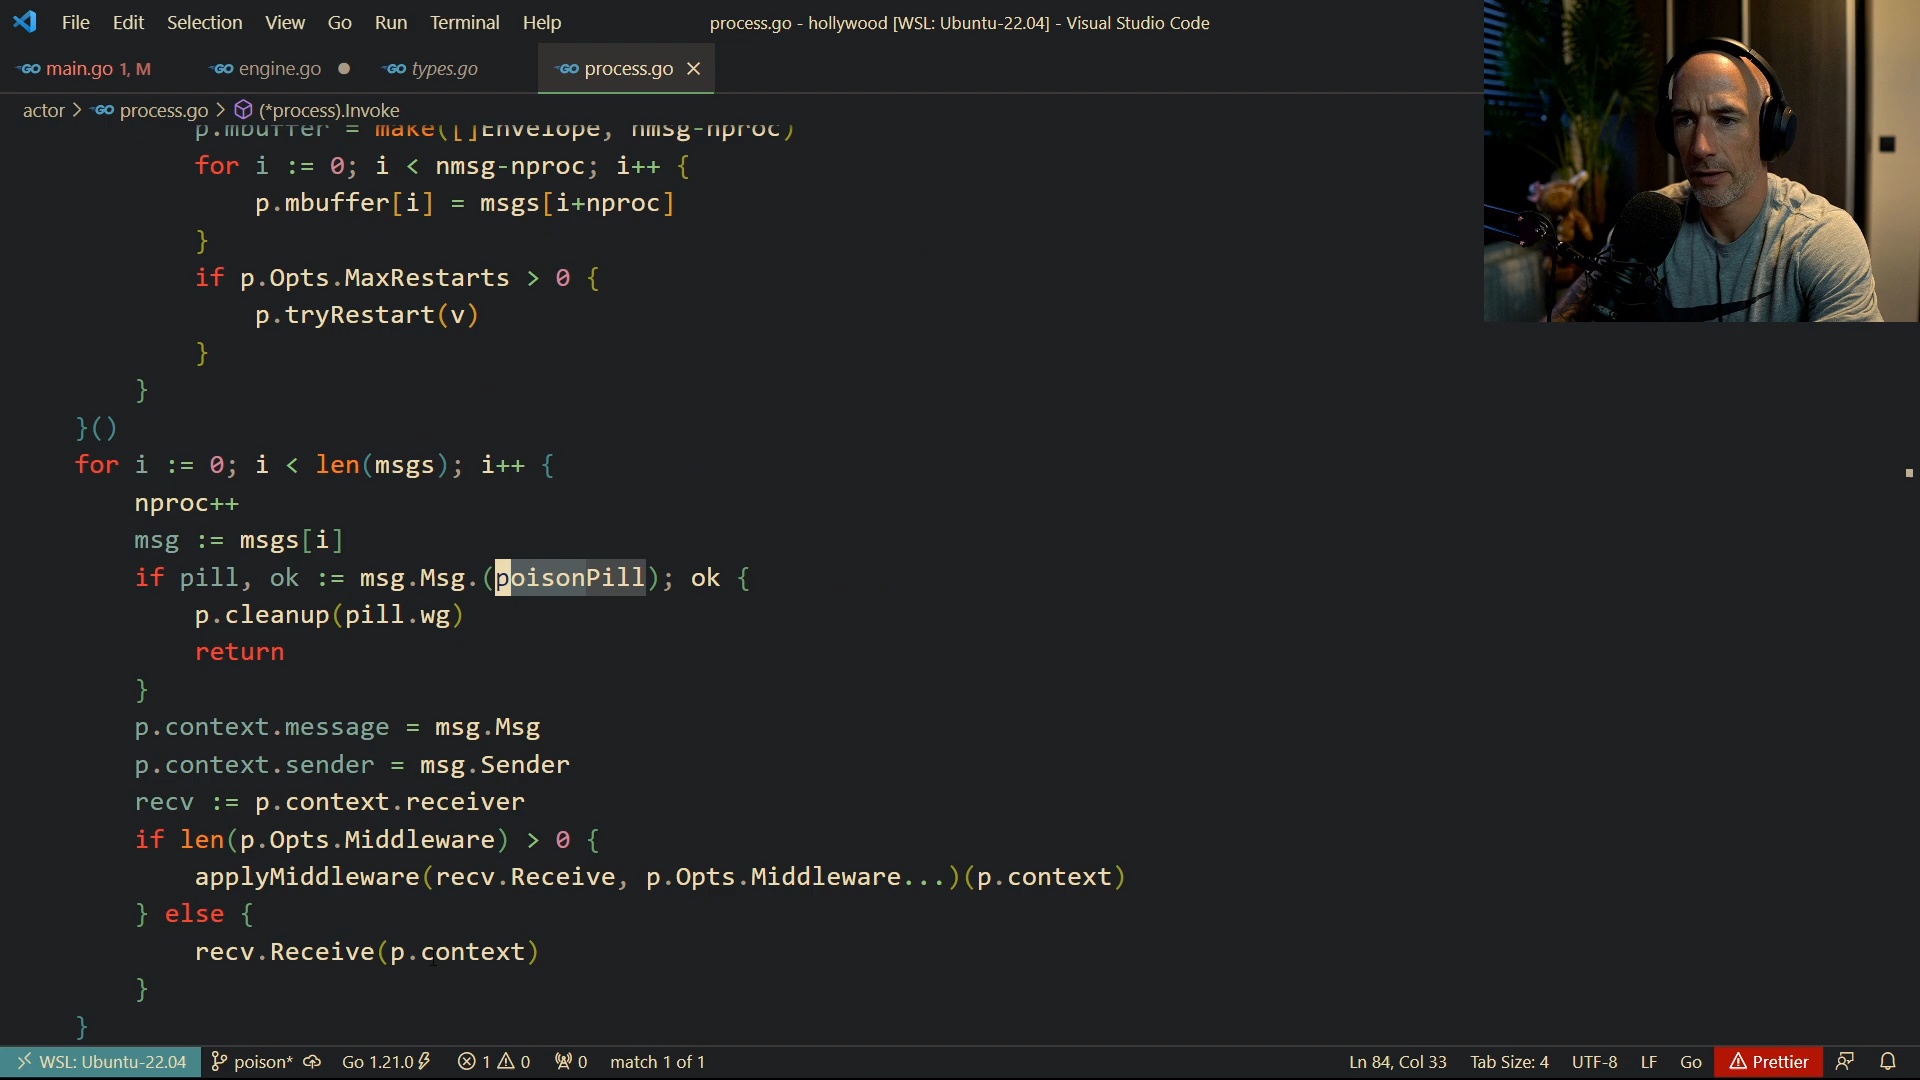 File Edit Selection View Go Run Terminal Help
process.go - hollywood [WSL: Ubuntu-22.04] - Visual Studio Code
GO main.go 1, M
GO engine.go
GO types.go
GO process.go
actor > GO process.go > (*process).Invoke
p.mbuffer = make([]Envelope, nmsg-nproc)
for i := 0; i < nmsg-nproc; i++ {
p.mbuffer[i] = msgs[i+nproc]
}
if p.Opts.MaxRestarts > 0 {
p.tryRestart(v)
}
}
}()
for i := 0; i < len(msgs); i++ {
nproc++
msg := msgs[i]
if pill, ok := msg.Msg.(poisonPill); ok {
p.cleanup(pill.wg)
return
}
p.context.message = msg.Msg
p.context.sender = msg.Sender
recv := p.context.receiver
if len(p.Opts.Middleware) > 0 {
applyMiddleware(recv.Receive, p.Opts.Middleware...)(p.context)
} else {
recv.Receive(p.context)
}
}
WSL: Ubuntu-22.04 poison* Go 1.21.0 1 0 0 match 1 of 1
Ln 84, Col 33 Tab Size: 4 UTF-8 LF Go Prettier